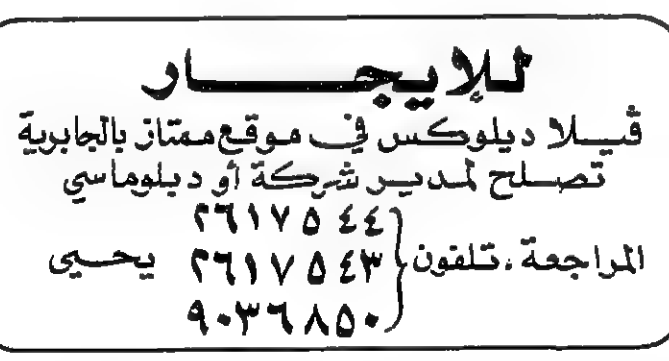 للإيجار
ڤيلا ديلوكس في موقع ممتاز بالجابرية
تصلح لمدير شركة أو دبلوماسي
٢٦١٧٥٤٤
المراجعة ، تلفون ٢٦١٧٥٤٣ يحيى
٩٠٣٦٨٥٠